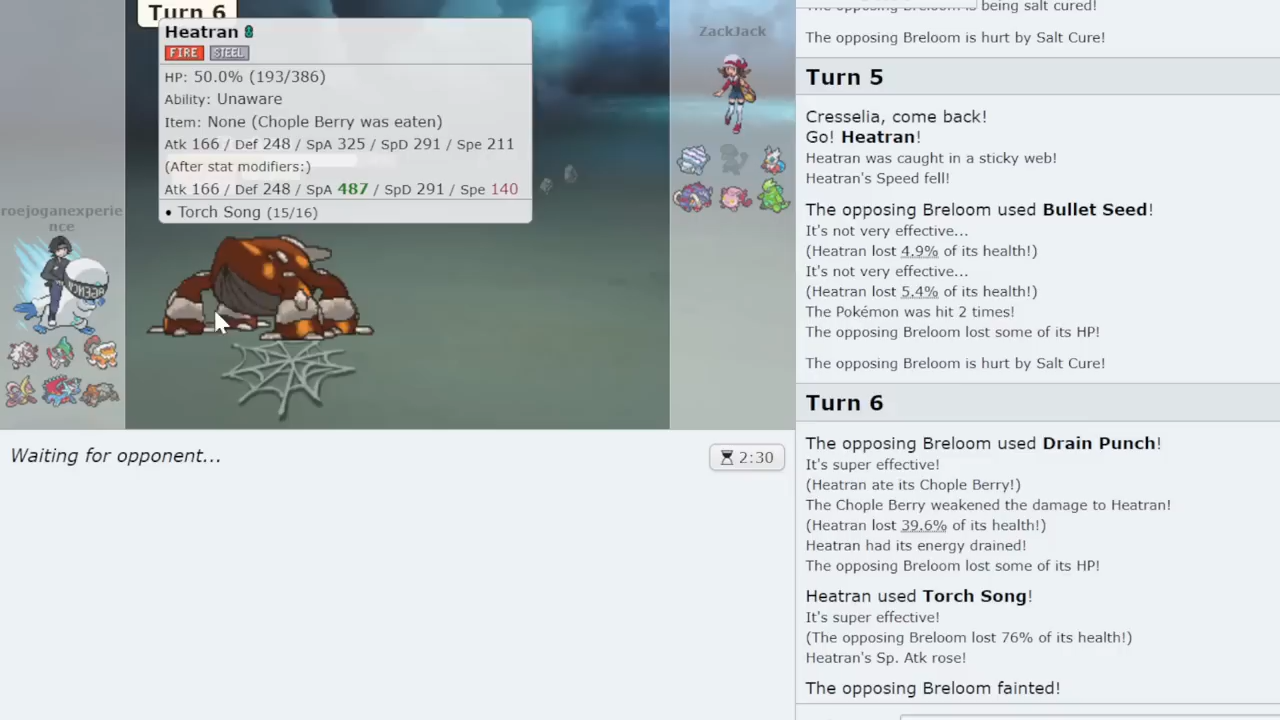 Turn 6
Heatran
FIRE STEEL
HP: 50.0% (193/386)
Ability: Unaware
Item: None (Chople Berry was eaten)
Atk 166 / Def 248 / SpA 325 / SpD 291 / Spe 211
(After stat modifiers:)
Atk 166 / Def 248 / SpA 487 / SpD 291 / Spe 140
• Torch Song (15/16)
roejoganexperie
nce
AGENCY
ZackJack
Waiting for opponent...
2:30
The opposing Breloom is being salt cured!
The opposing Breloom is hurt by Salt Cure!
Turn 5
Cresselia, come back!
Go! Heatran!
Heatran was caught in a sticky web!
Heatran's Speed fell!
The opposing Breloom used Bullet Seed!
It's not very effective...
(Heatran lost 4.9% of its health!)
It's not very effective...
(Heatran lost 5.4% of its health!)
The Pokémon was hit 2 times!
The opposing Breloom lost some of its HP!
The opposing Breloom is hurt by Salt Cure!
Turn 6
The opposing Breloom used Drain Punch!
It's super effective!
(Heatran ate its Chople Berry!)
The Chople Berry weakened the damage to Heatran!
(Heatran lost 39.6% of its health!)
Heatran had its energy drained!
The opposing Breloom lost some of its HP!
Heatran used Torch Song!
It's super effective!
(The opposing Breloom lost 76% of its health!)
Heatran's Sp. Atk rose!
The opposing Breloom fainted!